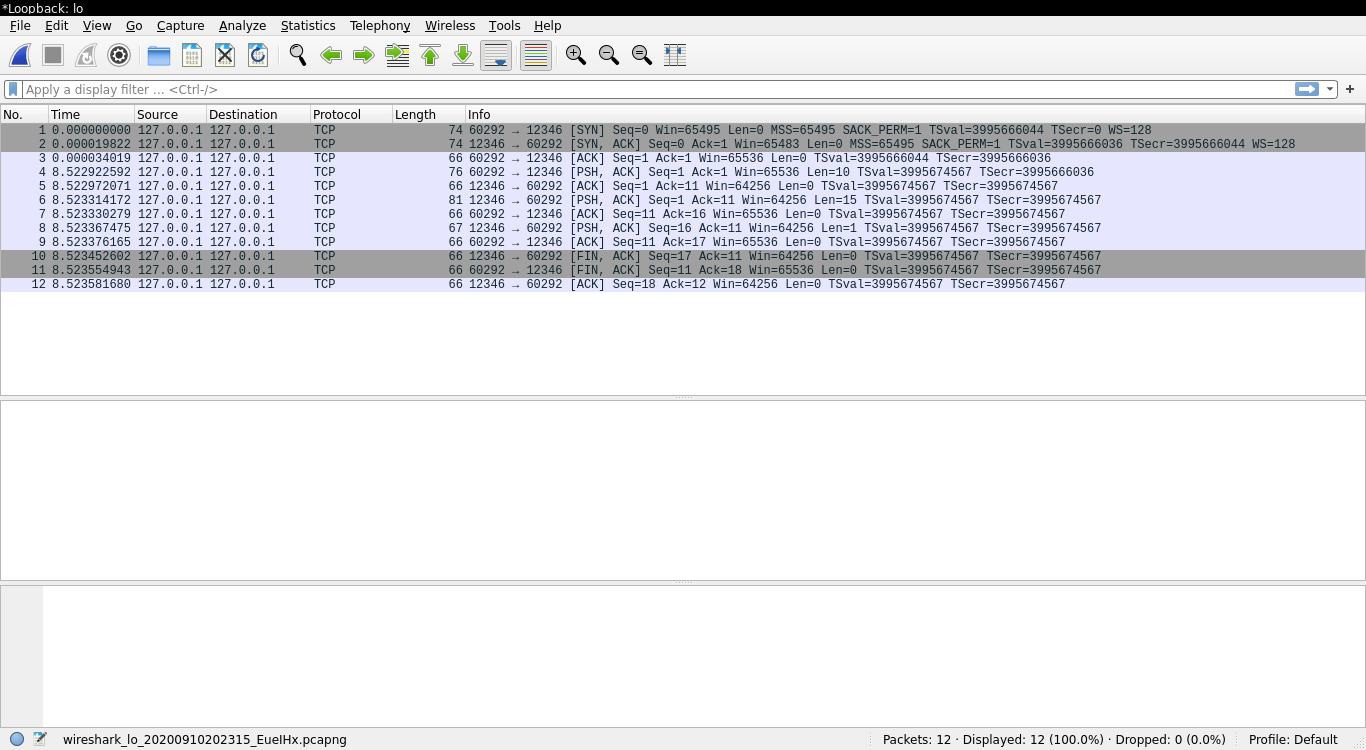 *Loopback: lo
File Edit View Go Capture Analyze Statistics Telephony Wireless Tools Help
Apply a display filter ... <Ctrl-/> +
No. Time Source Destination Protocol Length Info
1 0.000000000 127.0.0.1 127.0.0.1 TCP 74 60292 → 12346 [SYN] Seq=0 Win=65495 Len=0 MSS=65495 SACK_PERM=1 TSval=3995666044 TSecr=0 WS=128
2 0.000019822 127.0.0.1 127.0.0.1 TCP 74 12346 → 60292 [SYN, ACK] Seq=0 Ack=1 Win=65483 Len=0 MSS=65495 SACK_PERM=1 TSval=3995666036 TSecr=3995666044 WS=128
3 0.000034019 127.0.0.1 127.0.0.1 TCP 66 60292 → 12346 [ACK] Seq=1 Ack=1 Win=65536 Len=0 TSval=3995666044 TSecr=3995666036
4 8.522922592 127.0.0.1 127.0.0.1 TCP 76 60292 → 12346 [PSH, ACK] Seq=1 Ack=1 Win=65536 Len=10 TSval=3995674567 TSecr=3995666036
5 8.522972071 127.0.0.1 127.0.0.1 TCP 66 12346 → 60292 [ACK] Seq=1 Ack=11 Win=64256 Len=0 TSval=3995674567 TSecr=3995674567
6 8.523314172 127.0.0.1 127.0.0.1 TCP 81 12346 → 60292 [PSH, ACK] Seq=1 Ack=11 Win=64256 Len=15 TSval=3995674567 TSecr=3995674567
7 8.523330279 127.0.0.1 127.0.0.1 TCP 66 60292 → 12346 [ACK] Seq=11 Ack=16 Win=65536 Len=0 TSval=3995674567 TSecr=3995674567
8 8.523367475 127.0.0.1 127.0.0.1 TCP 67 12346 → 60292 [PSH, ACK] Seq=16 Ack=11 Win=64256 Len=1 TSval=3995674567 TSecr=3995674567
9 8.523376165 127.0.0.1 127.0.0.1 TCP 66 60292 → 12346 [ACK] Seq=11 Ack=17 Win=65536 Len=0 TSval=3995674567 TSecr=3995674567
10 8.523452602 127.0.0.1 127.0.0.1 TCP 66 12346 → 60292 [FIN, ACK] Seq=17 Ack=11 Win=64256 Len=0 TSval=3995674567 TSecr=3995674567
11 8.523554943 127.0.0.1 127.0.0.1 TCP 66 60292 → 12346 [FIN, ACK] Seq=11 Ack=18 Win=65536 Len=0 TSval=3995674567 TSecr=3995674567
12 8.523581680 127.0.0.1 127.0.0.1 TCP 66 12346 → 60292 [ACK] Seq=18 Ack=12 Win=64256 Len=0 TSval=3995674567 TSecr=3995674567
wireshark_lo_20200910202315_EueIHx.pcapng Packets: 12 · Displayed: 12 (100.0%) · Dropped: 0 (0.0%) Profile: Default